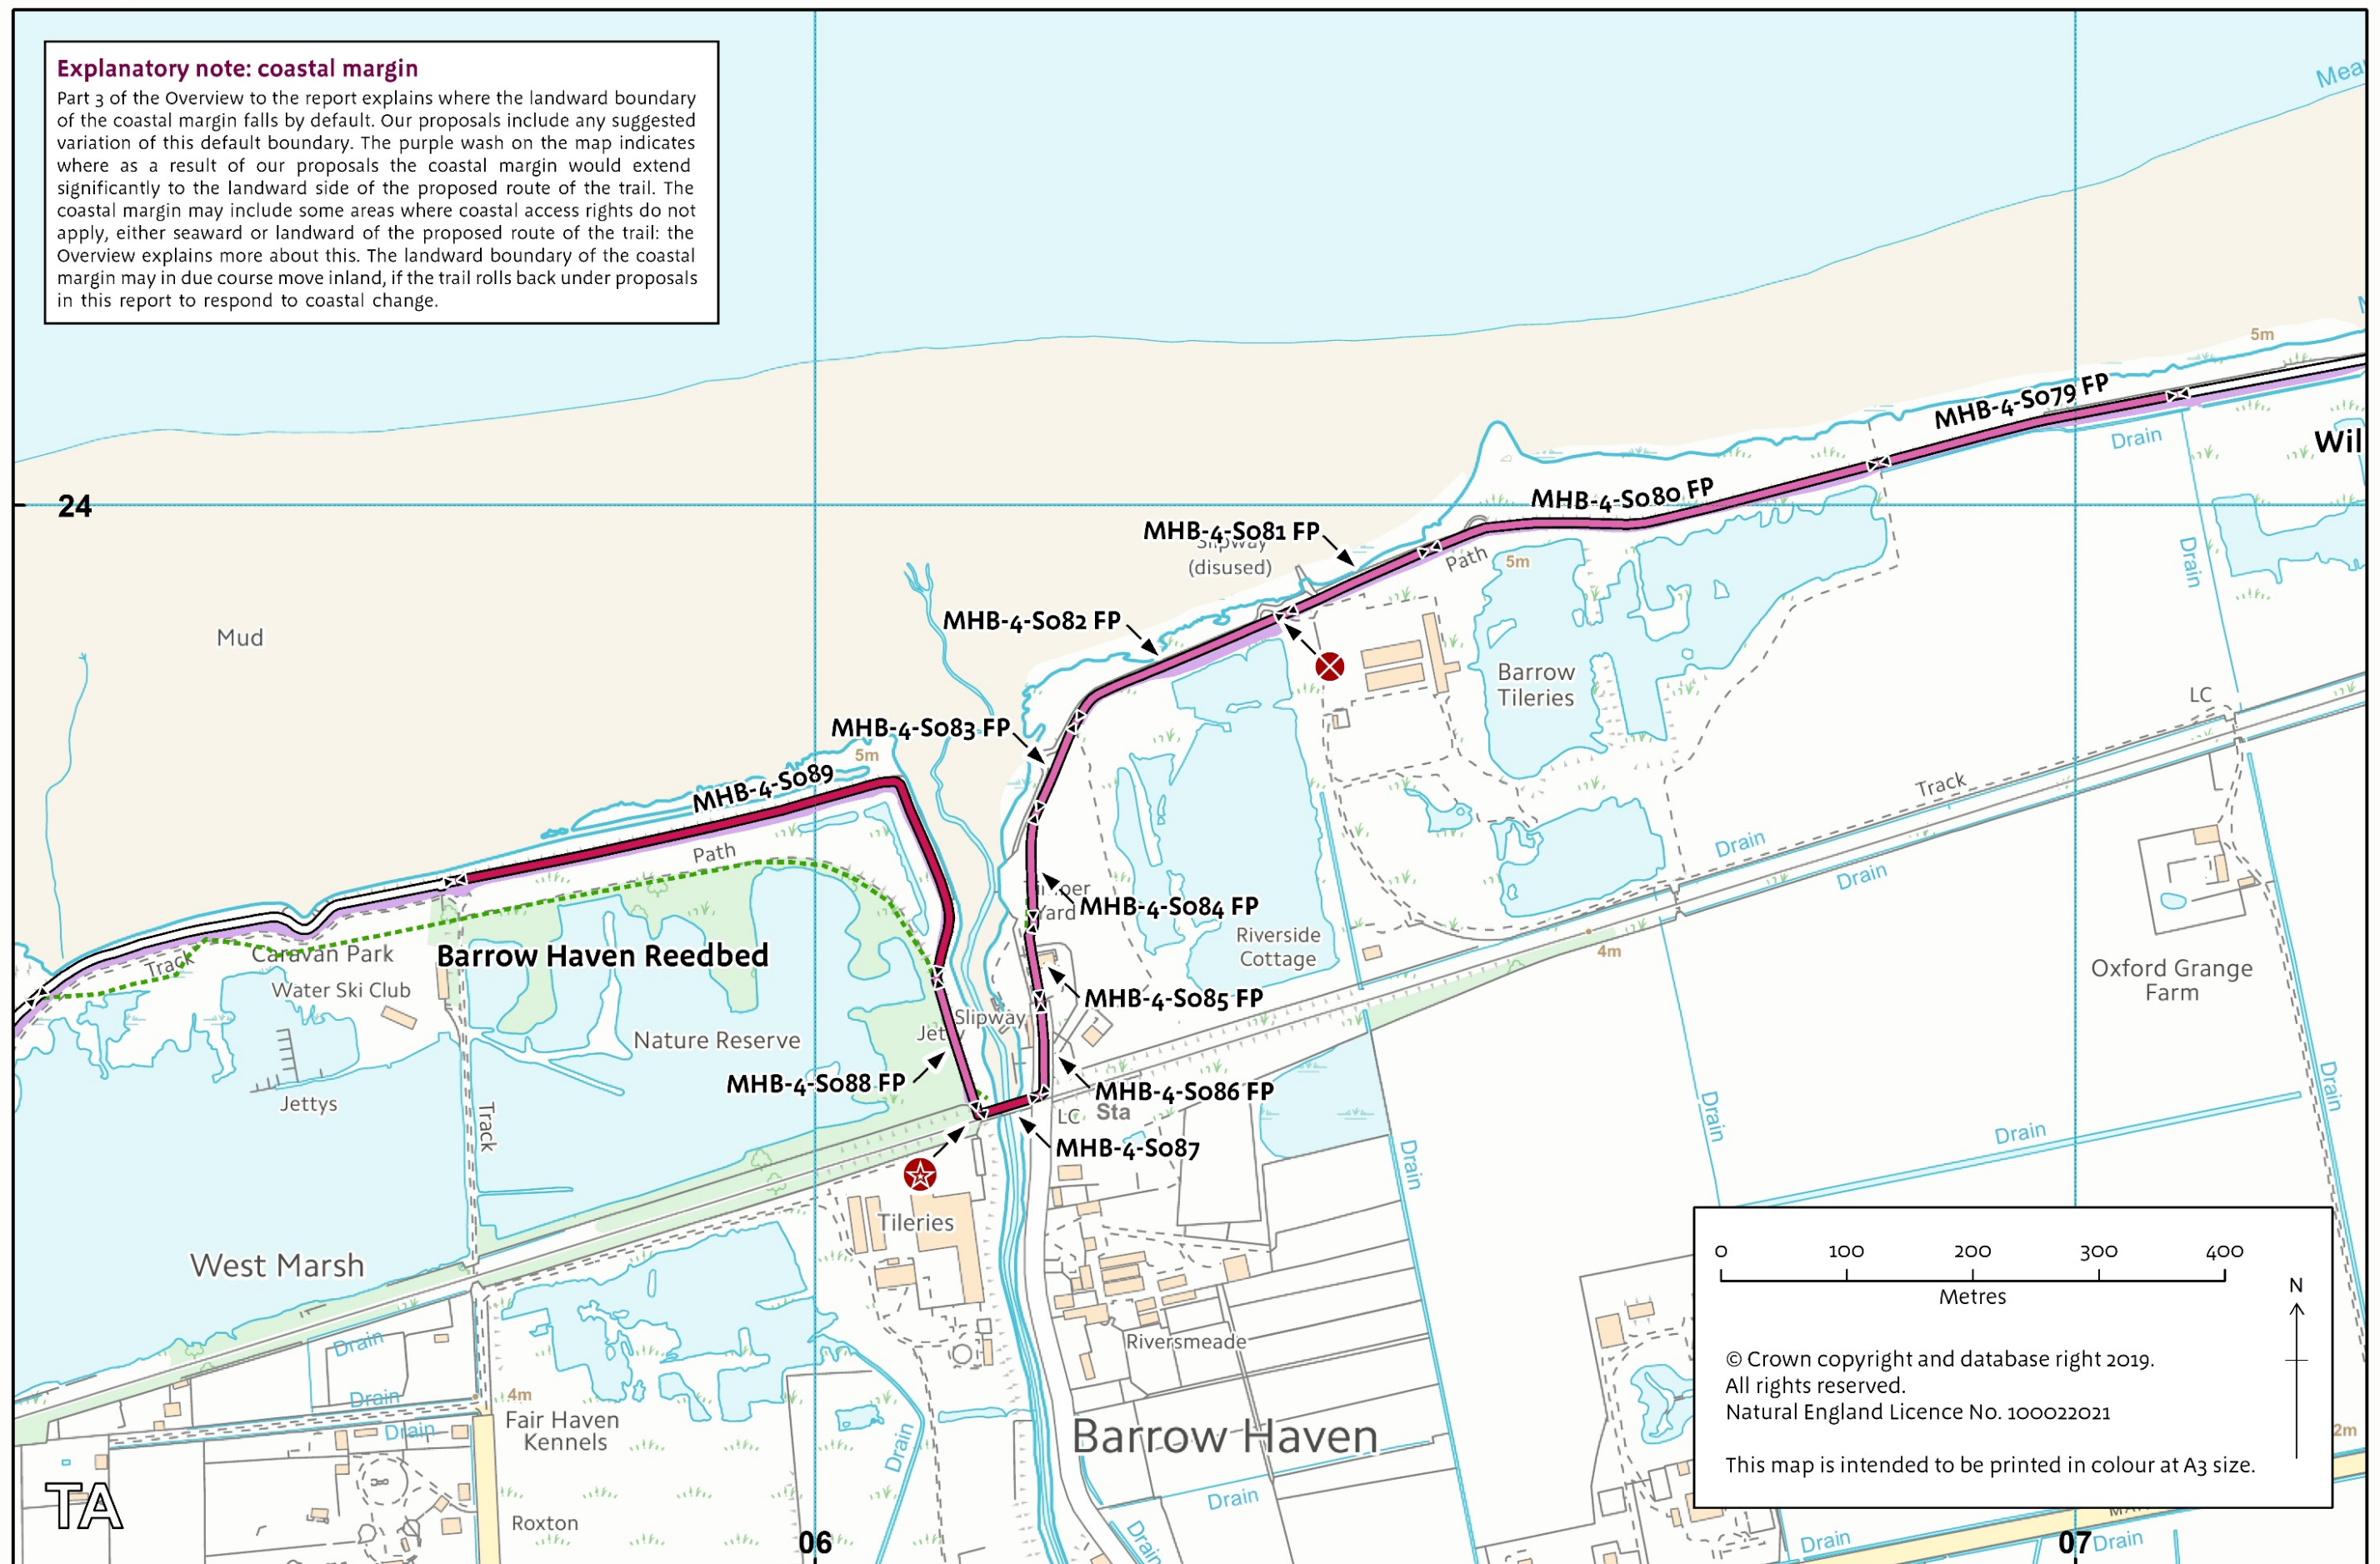 Explanatory note: coastal margin
Part 3 of the Overview to the report explains where the landward boundary
of the coastal margin falls by default. Our proposals include any suggested
variation of this default boundary. The purple wash on the map indicates
where as a result of our proposals the coastal margin would extend
significantly to the landward side of the proposed route of the trail. The
coastal margin may include some areas where coastal access rights do not
apply, either seaward or landward of the proposed route of the trail: the
Overview explains more about this. The landward boundary of the coastal
margin may in due course move inland, if the trail rolls back under proposals
in this report to respond to coastal change.
5m
MHB-4-S079 FP
Drain
Wil
24
MHB-4-S080 FP
MHB-4-S081 FP
Slipway
(disused)
Path
5m
Drain
MHB-4-S082 FP
Mud
Barrow
Tileries
LC
MHB-4-S083 FP
5m
MHB-4-S089
Track
Path
Drain
Drain
Timber
Yard
MHB-4-S084 FP
Riverside
Cottage
4m
Barrow Haven Reedbed
Caravan Park
Track
Water Ski Club
Oxford Grange
Farm
MHB-4-S085 FP
Slipway
Jetty
Nature Reserve
MHB-4-S088 FP
MHB-4-S086 FP
Jettys
Track
LC
Sta
Drain
Drain
Drain
MHB-4-S087
Drain
Tileries
West Marsh
0 100 200 300 400
Metres
N
Riversmeade
Drain
© Crown copyright and database right 2019.
All rights reserved.
Natural England Licence No. 100022021
This map is intended to be printed in colour at A3 size.
Drain
4m
Fair Haven
Kennels
Drain
Drain
Barrow Haven
2m
TA
Drain
Roxton
Drain
06
07
Drain
Drain